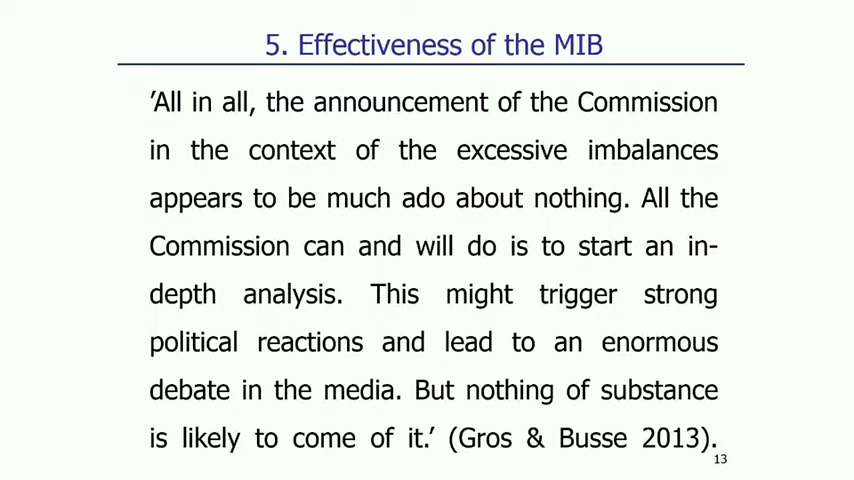 5. Effectiveness of the MIB
’All in all, the announcement of the Commission
in the context of the excessive imbalances
appears to be much ado about nothing. All the
Commission can and will do is to start an in-
depth analysis. This might trigger strong
political reactions and lead to an enormous
debate in the media. But nothing of substance
is likely to come of it.’ (Gros & Busse 2013).
13